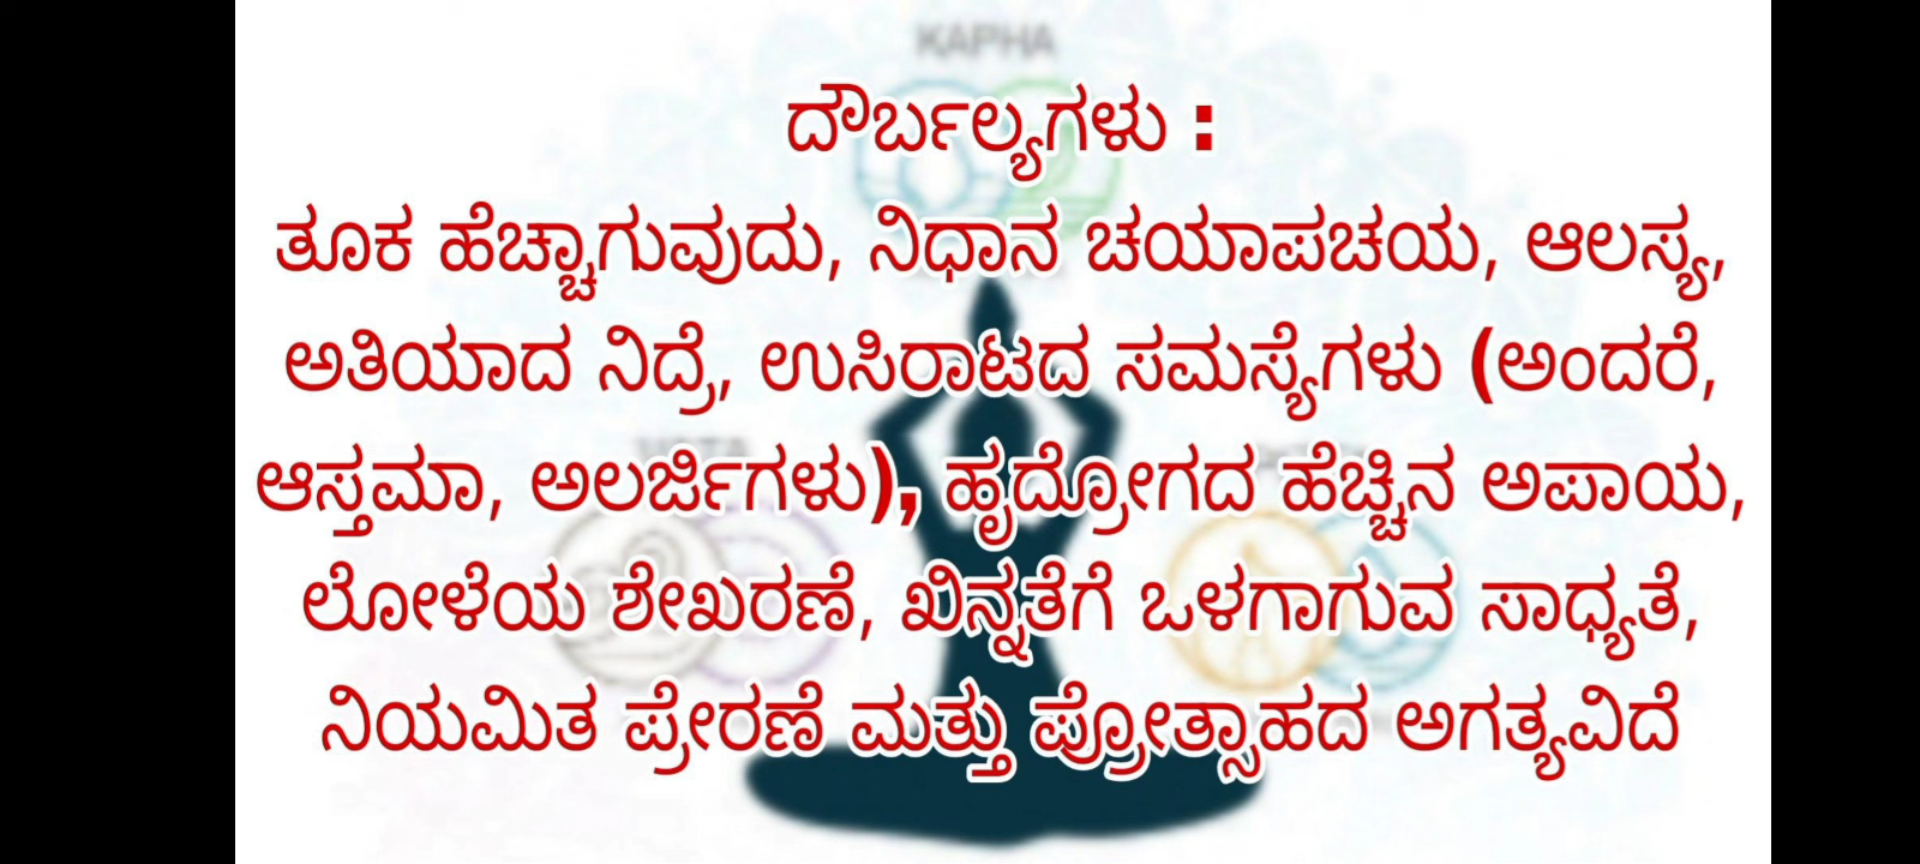 KAPHA
ದೌರ್ಬಲ್ಯಗಳು :
ತೂಕ ಹೆಚ್ಚಾಗುವುದು, ನಿಧಾನ ಚಯಾಪಚಯ, ಆಲಸ್ಯ,
ಅತಿಯಾದ ನಿದ್ರೆ, ಉಸಿರಾಟದ ಸಮಸ್ಯೆಗಳು (ಅಂದರೆ,
ಆಸ್ತಮಾ, ಅಲರ್ಜಿಗಳು), ಹೃದ್ರೋಗದ ಹೆಚ್ಚಿನ ಅಪಾಯ,
ಲೋಳೆಯ ಶೇಖರಣೆ, ಖಿನ್ನತೆಗೆ ಒಳಗಾಗುವ ಸಾಧ್ಯತೆ,
ನಿಯಮಿತ ಪ್ರೇರಣೆ ಮತ್ತು ಪ್ರೋತ್ಸಾಹದ ಅಗತ್ಯವಿದೆ